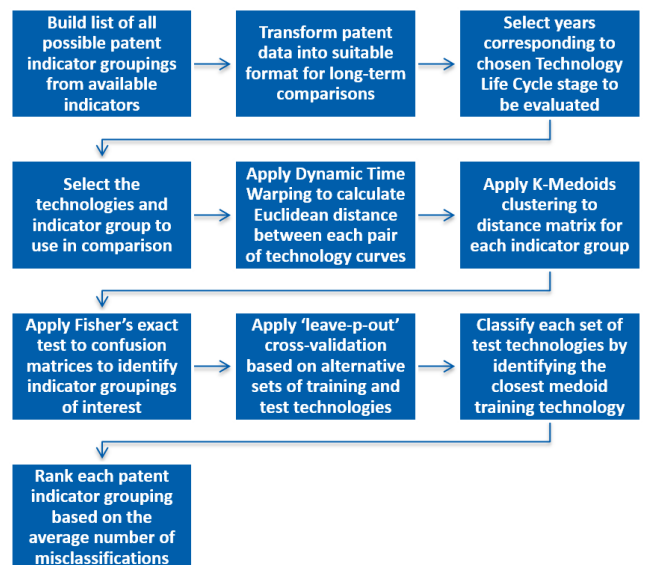 Build list of all
possible patent
indicator groupings
from available
indicators
Transform patent
data into suitable
format for long-term
comparisons
Select years
corresponding to
chosen Technology
Life Cycle stage to
be evaluated
Select the
technologies and
indicator group to
use in comparison
Apply Dynamic Time
Warping to calculate
Euclidean distance
between each pair
of technology curves
Apply K-Medoids
clustering to
distance matrix for
each indicator group
Apply Fisher's exact
test to confusion
matrices to identify
indicator groupings
of interest
Apply ‘leave-p-out’
cross-validation
based on alternative
sets of training and
test technologies
Classify each set of
test technologies by
identifying the
closest medoid
training technology
Rank each patent
indicator grouping
based on the
average number of
misclassifications